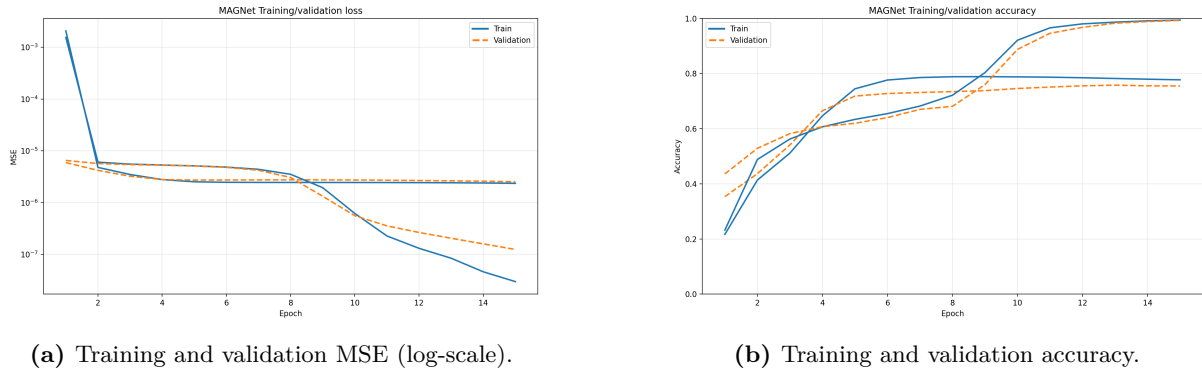 MAGNet Training/validation loss
Train
Validation
10⁻³
10⁻⁴
10⁻⁵
10⁻⁶
10⁻⁷
MSE
2 4 6 8 10 12 14
Epoch
(a) Training and validation MSE (log-scale).
MAGNet Training/validation accuracy
Train
Validation
1.0
0.8
0.6
0.4
0.2
0.0
Accuracy
2 4 6 8 10 12 14
Epoch
(b) Training and validation accuracy.